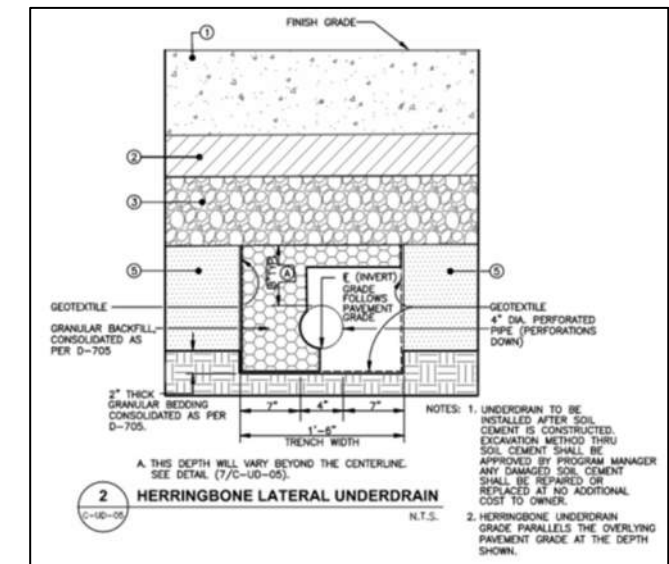 FINISH GRADE
①
②
③
⑤
⑤
Ⓐ
E (INVERT)
GRADE
FOLLOWS
PAVEMENT
GRADE
GEOTEXTILE
GRANULAR BACKFILL,
CONSOLIDATED AS
PER D-705
GEOTEXTILE
4" DIA. PERFORATED
PIPE (PERFORATIONS
DOWN)
2" THICK
GRANULAR BEDDING
CONSOLIDATED AS PER
D-705.
7" 4" 7"
1'-6"
TRENCH WIDTH
A. THIS DEPTH WILL VARY BEYOND THE CENTERLINE.
SEE DETAIL (7/C-UD-05).
2
C-UD-05
HERRINGBONE LATERAL UNDERDRAIN
N.T.S.
NOTES: 1. UNDERDRAIN TO BE
INSTALLED AFTER SOIL
CEMENT IS CONSTRUCTED.
EXCAVATION METHOD THRU
SOIL CEMENT SHALL BE
APPROVED BY PROGRAM MANAGER
ANY DAMAGED SOIL CEMENT
SHALL BE REPAIRED OR
REPLACED AT NO ADDITIONAL
COST TO OWNER.
2. HERRINGBONE UNDERDRAIN
GRADE PARALLELS THE OVERLYING
PAVEMENT GRADE AT THE DEPTH
SHOWN.